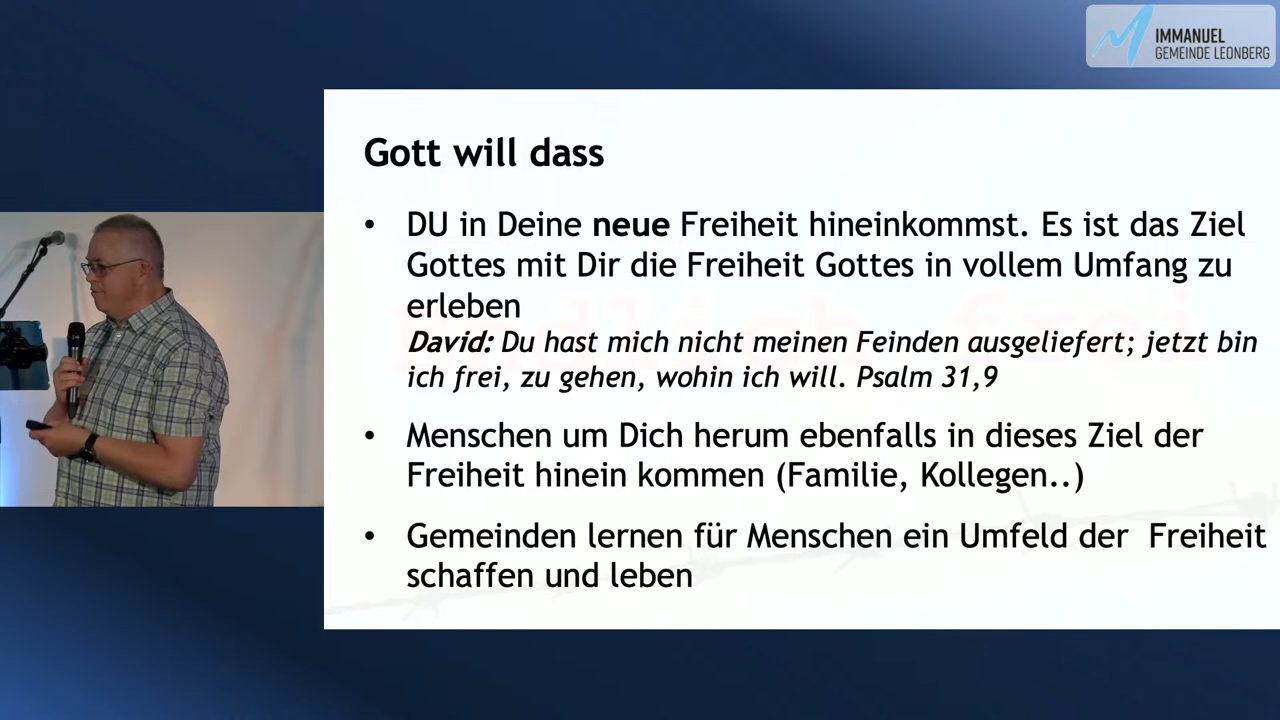 IMMANUEL
GEMEINDE LEONBERG
Gott will dass
• DU in Deine neue Freiheit hineinkommst. Es ist das Ziel
Gottes mit Dir die Freiheit Gottes in vollem Umfang zu
erleben
David: Du hast mich nicht meinen Feinden ausgeliefert; jetzt bin
ich frei, zu gehen, wohin ich will. Psalm 31,9
• Menschen um Dich herum ebenfalls in dieses Ziel der
Freiheit hinein kommen (Familie, Kollegen..)
• Gemeinden lernen für Menschen ein Umfeld der  Freiheit
schaffen und leben